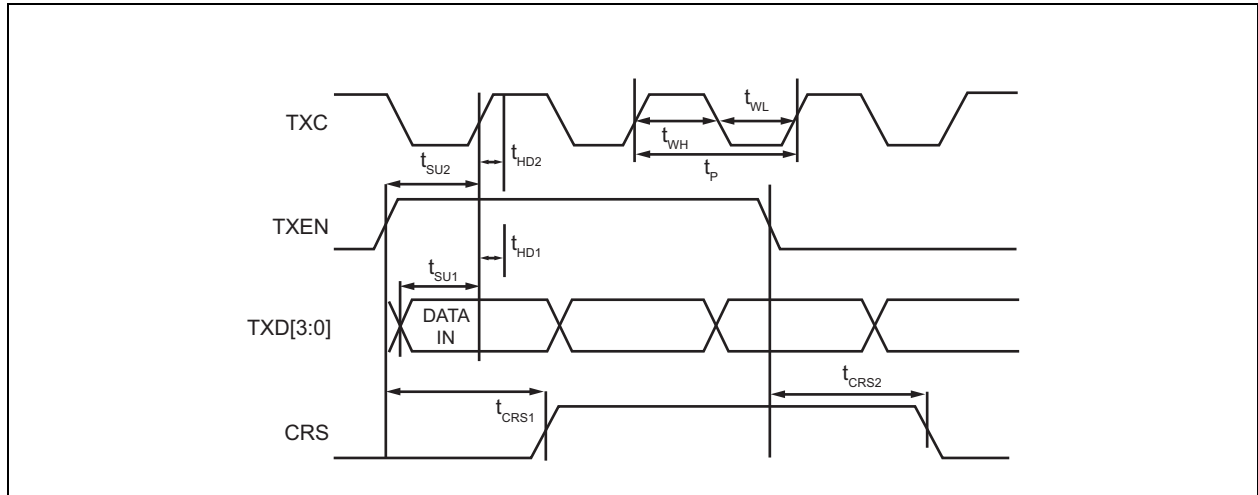 TXC
t_WH
t_WL
t_P
t_SU2
t_HD2
TXEN
t_HD1
t_SU1
TXD[3:0]
DATA
IN
t_CRS1
t_CRS2
CRS